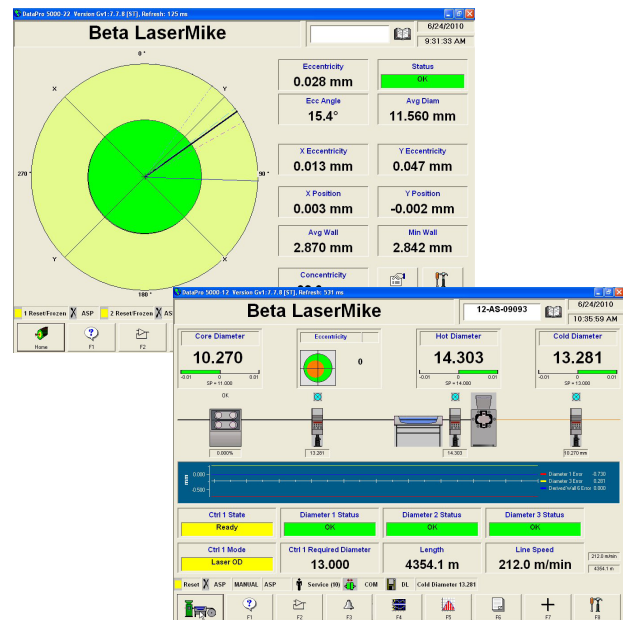 DataPro 5000-22 Version Gv1:7.7.8 [ST], Refresh: 125 ms
Beta LaserMike
6/24/2010
9:31:33 AM
0°
X
Y
270°
90°
Y
X
180°
Eccentricity
0.028 mm
Status
OK
Ecc Angle
15.4°
Avg Diam
11.560 mm
X Eccentricity
0.013 mm
Y Eccentricity
0.047 mm
X Position
0.003 mm
Y Position
-0.002 mm
Avg Wall
2.870 mm
Min Wall
2.842 mm
Concentricity
1 Reset/Frozen X ASP 2 Reset/Frozen X AS
Home
F1
F2
DataPro 5000-12 Version Gv1:7.7.8 [ST], Refresh: 531 ms
Beta LaserMike
12-AS-09093
6/24/2010
10:35:59 AM
Core Diameter
10.270
-0.01 0 0.01
SP = 11.000
OK
Eccentricity
0
Hot Diameter
14.303
-0.01 0 0.01
SP = 14.000
Cold Diameter
13.281
-0.01 0 0.01
SP = 13.000
0.000%
13.281
14.303
10.270 mm
mm
0.000
-0.500
Diameter 1 Error -0.730
Diameter 3 Error 0.281
Derived Wall 6 Error 0.000
Ctrl 1 State
Ready
Diameter 1 Status
OK
Diameter 2 Status
OK
Diameter 3 Status
OK
Ctrl 1 Mode
Laser OD
Ctrl 1 Required Diameter
13.000
Length
4354.1 m
Line Speed
212.0 m/min
212.0 m/min
4354.1 m
Reset X ASP MANUAL ASP Service (10) COM DL Cold Diameter 13.281
F1
F2
F3
F4
F5
F6
F7
F8